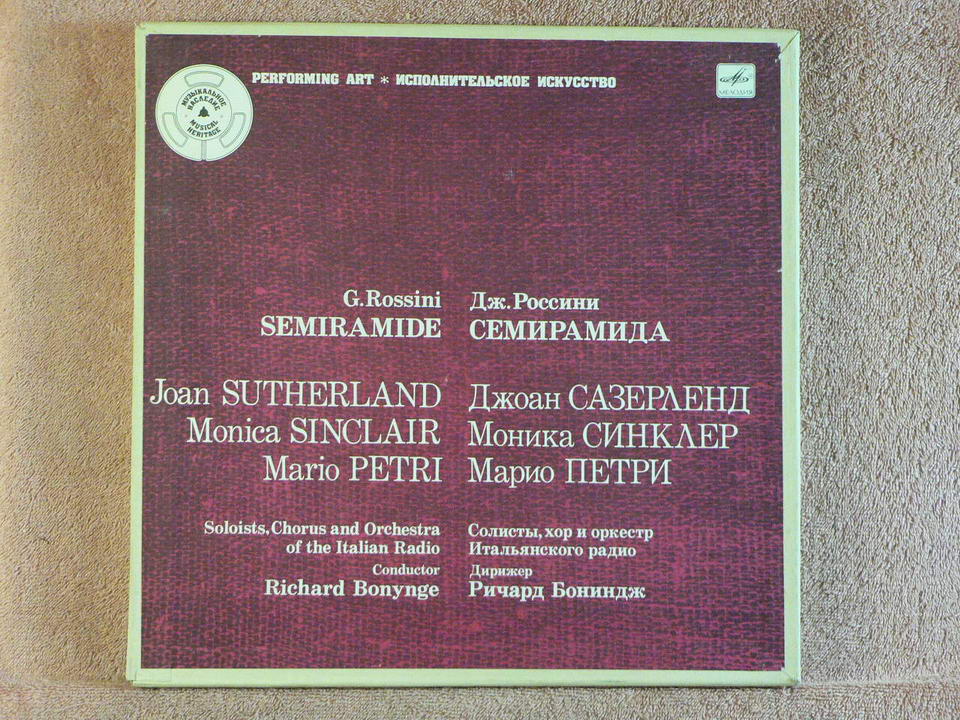 PERFORMING ART * ИСПОЛНИТЕЛЬСКОЕ ИСКУССТВО
МУЗЫКАЛЬНОЕ
НАСЛЕДИЕ
MUSICAL
HERITAGE
МЕЛОДИЯ
G.Rossini
SEMIRAMIDE
Дж.Россини
СЕМИРАМИДА
Joan SUTHERLAND
Monica SINCLAIR
Mario PETRI
Джоан САЗЕРЛЕНД
Моника СИНКЛЕР
Марио ПЕТРИ
Soloists, Chorus and Orchestra
of the Italian Radio
Conductor
Richard Bonynge
Солисты, хор и оркестр
Итальянского радио
Дирижер
Ричард Бониндж